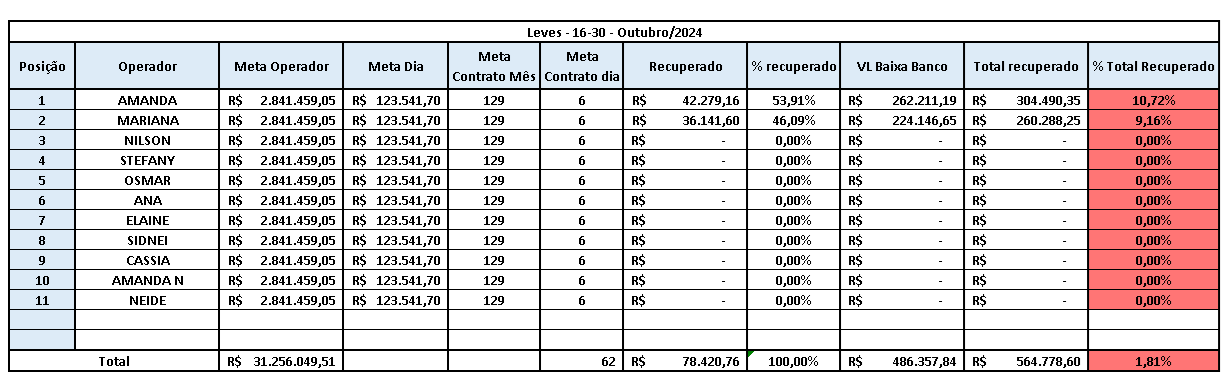 Leves - 16-30 - Outubro/2024
Posição Operador Meta Operador Meta Dia Meta Contrato Mês Meta Contrato dia Recuperado % recuperado VL Baixa Banco Total recuperado % Total Recuperado
1 AMANDA R$ 2.841.459,05 R$ 123.541,70 129 6 R$ 42.279,16 53,91% R$ 262.211,19 R$ 304.490,35 10,72%
2 MARIANA R$ 2.841.459,05 R$ 123.541,70 129 6 R$ 36.141,60 46,09% R$ 224.146,65 R$ 260.288,25 9,16%
3 NILSON R$ 2.841.459,05 R$ 123.541,70 129 6 R$ - 0,00% R$ - R$ - 0,00%
4 STEFANY R$ 2.841.459,05 R$ 123.541,70 129 6 R$ - 0,00% R$ - R$ - 0,00%
5 OSMAR R$ 2.841.459,05 R$ 123.541,70 129 6 R$ - 0,00% R$ - R$ - 0,00%
6 ANA R$ 2.841.459,05 R$ 123.541,70 129 6 R$ - 0,00% R$ - R$ - 0,00%
7 ELAINE R$ 2.841.459,05 R$ 123.541,70 129 6 R$ - 0,00% R$ - R$ - 0,00%
8 SIDNEI R$ 2.841.459,05 R$ 123.541,70 129 6 R$ - 0,00% R$ - R$ - 0,00%
9 CASSIA R$ 2.841.459,05 R$ 123.541,70 129 6 R$ - 0,00% R$ - R$ - 0,00%
10 AMANDA N R$ 2.841.459,05 R$ 123.541,70 129 6 R$ - 0,00% R$ - R$ - 0,00%
11 NEIDE R$ 2.841.459,05 R$ 123.541,70 129 6 R$ - 0,00% R$ - R$ - 0,00%
Total R$ 31.256.049,51 62 R$ 78.420,76 100,00% R$ 486.357,84 R$ 564.778,60 1,81%